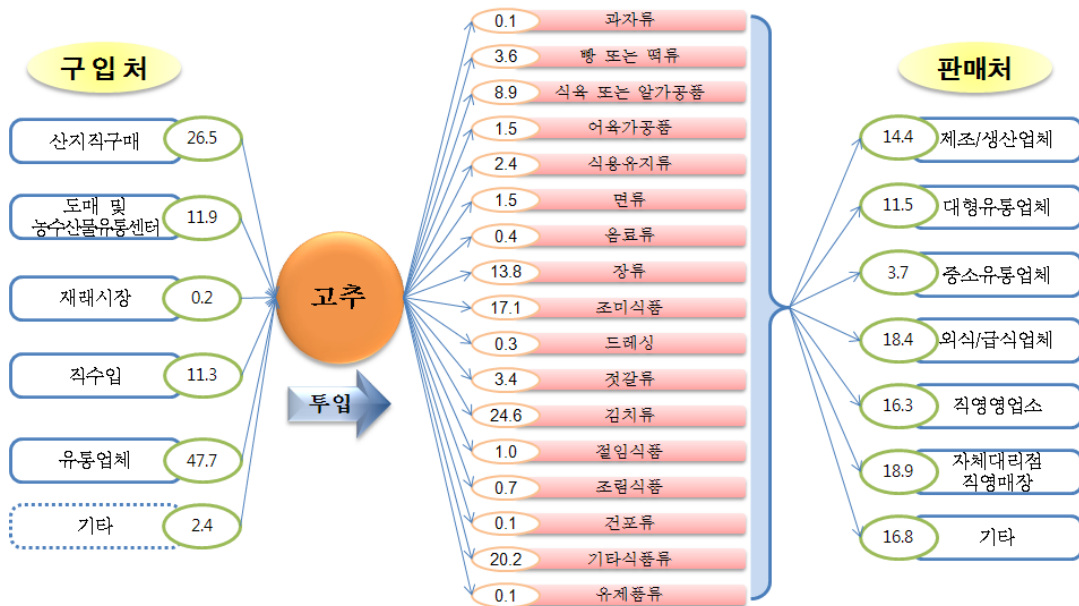 구 입 처
산지직구매 26.5
도매 및
농수산물유통센터 11.9
재래시장 0.2
직수입 11.3
유통업체 47.7
기타 2.4
고추
투입
0.1 과자류
3.6 빵 또는 떡류
8.9 식육 또는 알가공품
1.5 어육가공품
2.4 식용유지류
1.5 면류
0.4 음료류
13.8 장류
17.1 조미식품
0.3 드레싱
3.4 젓갈류
24.6 김치류
1.0 절임식품
0.7 조림식품
0.1 건포류
20.2 기타식품류
0.1 유제품류
판매처
14.4 제조/생산업체
11.5 대형유통업체
3.7 중소유통업체
18.4 외식/급식업체
16.3 직영영업소
18.9 자체대리점
직영매장
16.8 기타